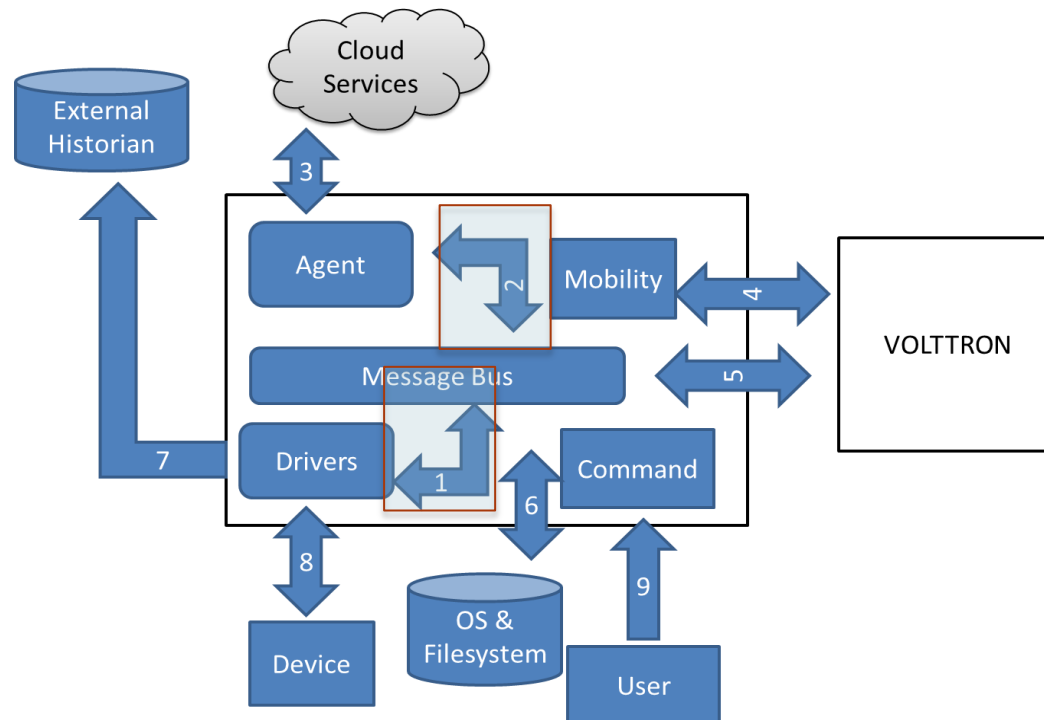 Cloud
Services
External
Historian
3
Agent
2
Mobility
4
VOLTTRON
Message Bus
5
7
Drivers
1
Command
6
8
9
Device
OS &
Filesystem
User